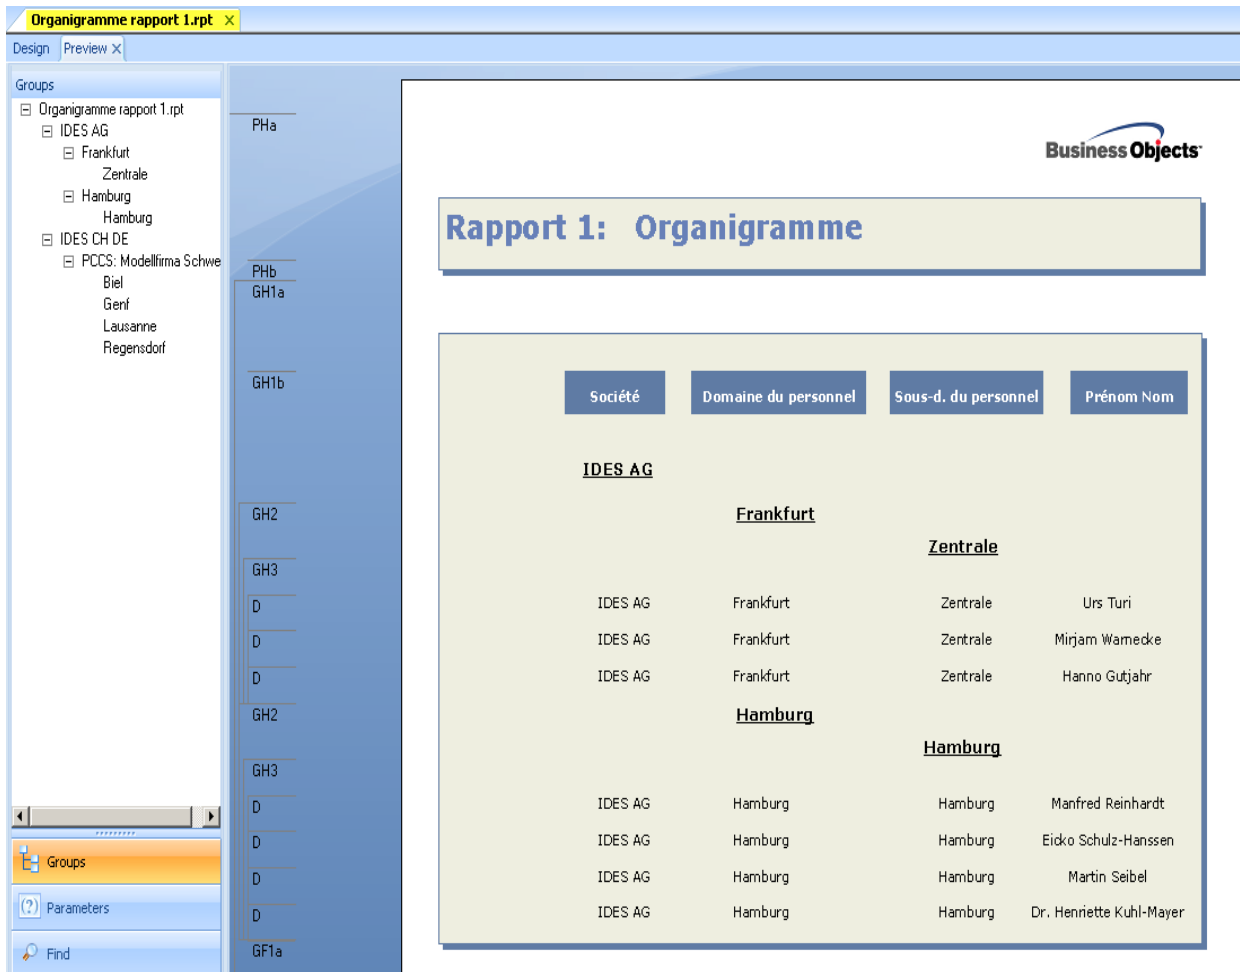 Organigramme rapport 1.rpt ×
Design Preview ×
Groups
Organigramme rapport 1.rpt
IDES AG
Frankfurt
Zentrale
Hamburg
Hamburg
IDES CH DE
PCCS: Modellfirma Schwe
Biel
Genf
Lausanne
Regensdorf
Groups
Parameters
Find
PHa
PHb
GH1a
GH1b
GH2
GH3
D
D
D
GH2
GH3
D
D
D
D
GF1a
Business Objects
Rapport 1: Organigramme
Société Domaine du personnel Sous-d. du personnel Prénom Nom
IDES AG
Frankfurt
Zentrale
IDES AG Frankfurt Zentrale Urs Turi
IDES AG Frankfurt Zentrale Mirjam Warnecke
IDES AG Frankfurt Zentrale Hanno Gutjahr
Hamburg
Hamburg
IDES AG Hamburg Hamburg Manfred Reinhardt
IDES AG Hamburg Hamburg Eicko Schulz-Hanssen
IDES AG Hamburg Hamburg Martin Seibel
IDES AG Hamburg Hamburg Dr. Henriette Kuhl-Mayer